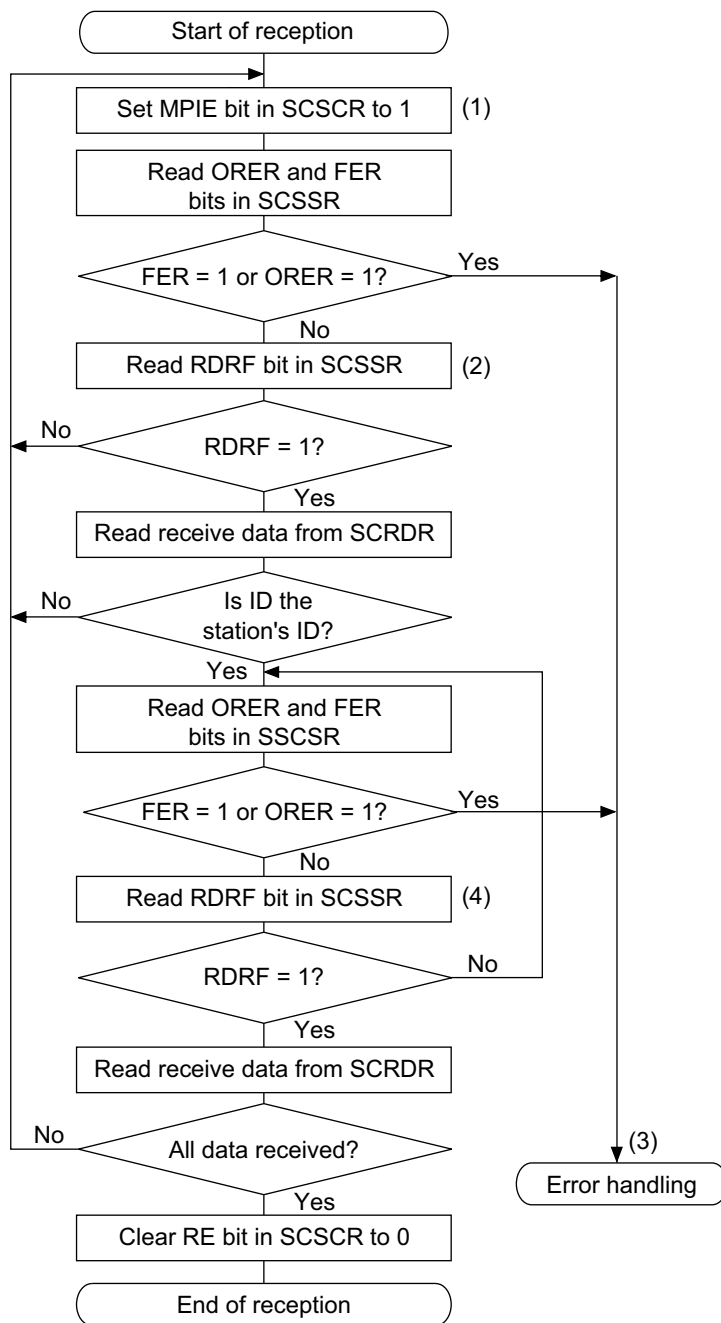 Start of reception
Set MPIE bit in SCSCR to 1
(1)
Read ORER and FER
bits in SCSSR
FER = 1 or ORER = 1?
Yes
No
Read RDRF bit in SCSSR
(2)
No
RDRF = 1?
Yes
Read receive data from SCRDR
No
Is ID the
station's ID?
Yes
Read ORER and FER
bits in SSCSR
FER = 1 or ORER = 1?
Yes
No
Read RDRF bit in SCSSR
(4)
RDRF = 1?
No
Yes
Read receive data from SCRDR
No
All data received?
(3)
Error handling
Yes
Clear RE bit in SCSCR to 0
End of reception